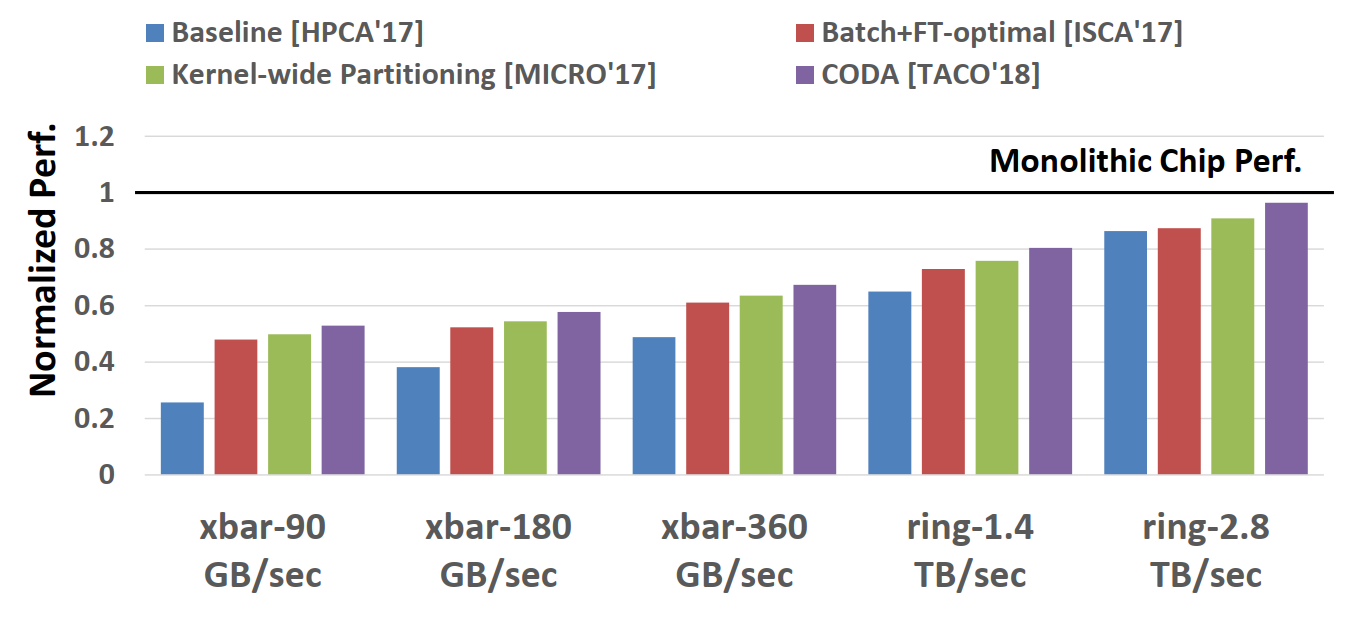 Baseline [HPCA'17]
Batch+FT-optimal [ISCA'17]
Kernel-wide Partitioning [MICRO'17]
CODA [TACO'18]
Normalized Perf.
1.2
1
0.8
0.6
0.4
0.2
0
Monolithic Chip Perf.
xbar-90
GB/sec
xbar-180
GB/sec
xbar-360
GB/sec
ring-1.4
TB/sec
ring-2.8
TB/sec